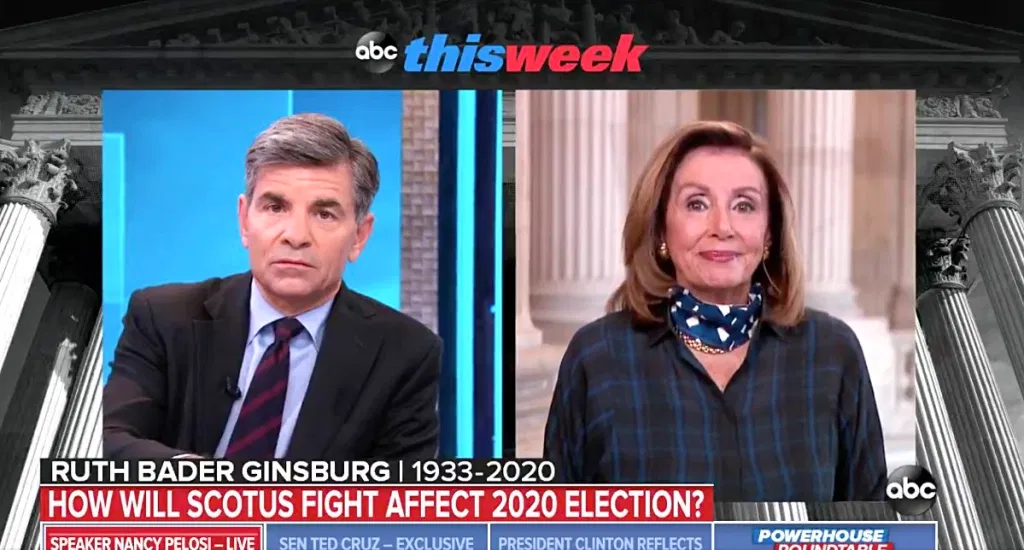 abc thisweek
RUTH BADER GINSBURG | 1933-2020
HOW WILL SCOTUS FIGHT AFFECT 2020 ELECTION?
SPEAKER NANCY PELOSI – LIVE
SEN TED CRUZ – EXCLUSIVE
PRESIDENT CLINTON REFLECTS
POWERHOUSE
ROUNDTABLE
abc